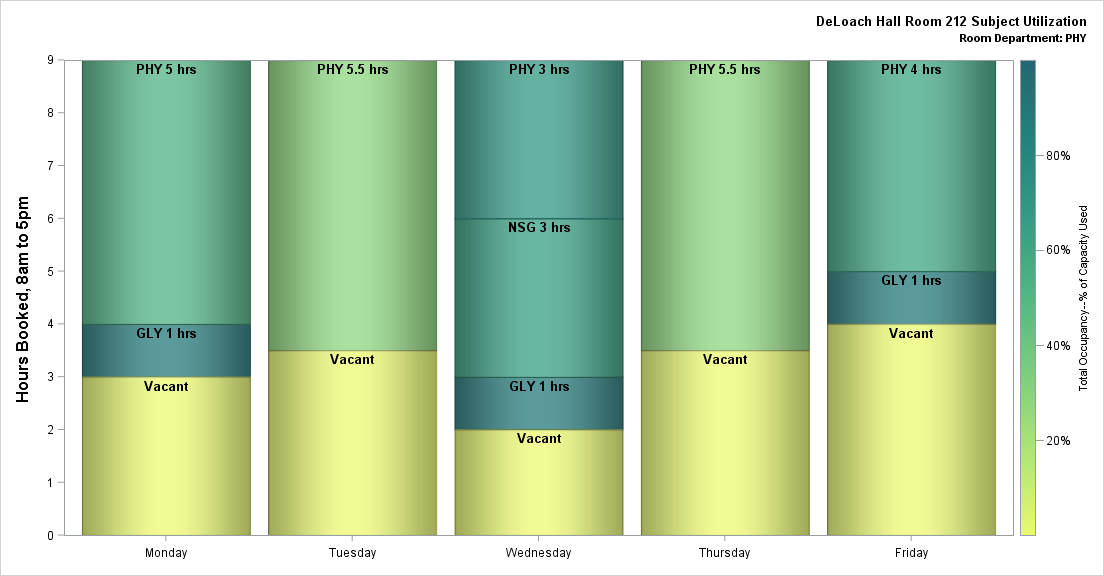 DeLoach Hall Room 212 Subject Utilization
Room Department: PHY
Hours Booked, 8am to 5pm
9
8
7
6
5
4
3
2
1
0
PHY 5 hrs
GLY 1 hrs
Vacant
PHY 5.5 hrs
Vacant
PHY 3 hrs
NSG 3 hrs
GLY 1 hrs
Vacant
PHY 5.5 hrs
Vacant
PHY 4 hrs
GLY 1 hrs
Vacant
Monday
Tuesday
Wednesday
Thursday
Friday
80%
60%
40%
20%
Total Occupancy--% of Capacity Used